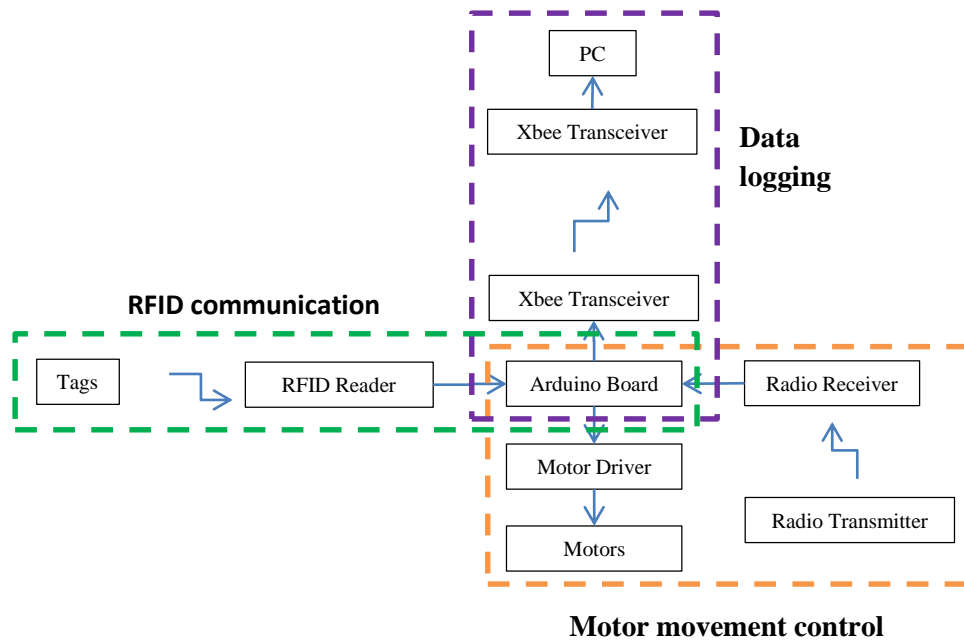 PC
Xbee Transceiver
Data
logging
Xbee Transceiver
RFID communication
Tags
RFID Reader
Arduino Board
Radio Receiver
Motor Driver
Radio Transmitter
Motors
Motor movement control